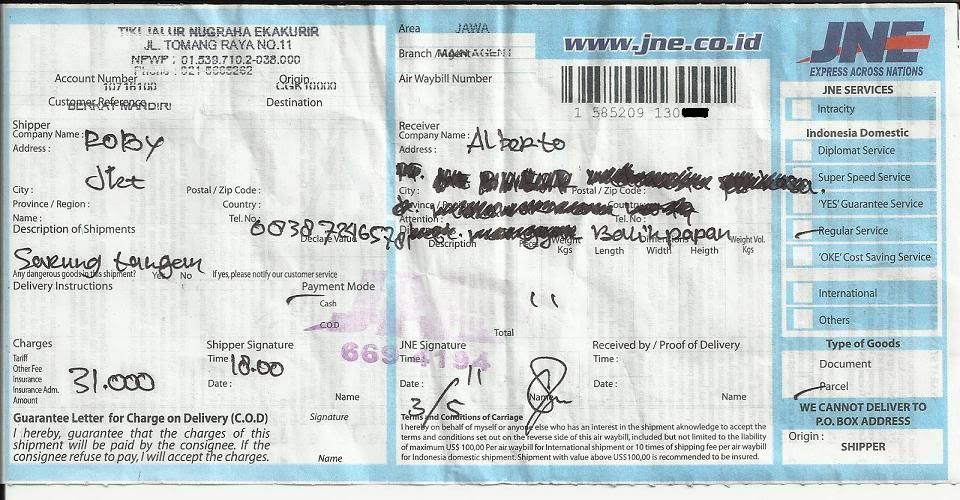 TIKI JALUR NUGRAHA EKAKURIR
JL. TOMANG RAYA NO.11
NPWP : 01.539.710.2-038.000
Phone : 021-5665262
Account Number
10716100
Origin
CGK10000
Customer Reference
BERKAT MANDIRI
Destination
Shipper
Company Name : ROBY
Address :
Jkt
City :
Postal / Zip Code :
Province / Region :
Country :
Name :
Tel. No.:
Description of Shipments
Declare Value
Sarung tangan
Any dangerous goods in this shipment? Yes No If yes, please notify our customer service
Delivery Instructions
Payment Mode
Cash
C.O.D
Charges
Tariff
Other Fee
Insurance
Insurance Adm.
Amount
31.000
Shipper Signature
Time : 18.00
Date :
Name
Guarantee Letter for Charge on Delivery (C.O.D)
I hereby, guarantee that the charges of this
shipment will be paid by the consignee. If the
consignee refuse to pay, I will accept the charges.
Signature
Name
Area JAWA
Branch / Agent MAIN AGENT
Air Waybill Number
www.jne.co.id
1 585209 130
Receiver
Company Name : Alberto
Address :
City :
Postal / Zip Code :
Attention :
Tel. No :
Balikpapan
Description
Pieces
Weight Kgs
Length Width Heigth
Weight Vol. Kgs
Total
JNE Signature
Time : 11
Date : 3/5
Name
Received by / Proof of Delivery
Time :
Date :
Name
Terms and Conditions of Carriage
I hereby on behalf of myself or anyone else who has an interest in the shipment aknowledge to accept the
terms and conditions set out on the reverse side of this air waybill, included but not limited to the liability
of maximum US$ 100,00 Per air waybill for International shipment or 10 times of shipping fee per air waybill
for Indonesia domestic shipment. Shipment with value above US$100,00 is recommended to be insured.
JNE
EXPRESS ACROSS NATIONS
JNE SERVICES
Intracity
Indonesia Domestic
Diplomat Service
Super Speed Service
'YES' Guarantee Service
Regular Service
'OKE' Cost Saving Service
International
Others
Type of Goods
Document
Parcel
WE CANNOT DELIVER TO
P.O. BOX ADDRESS
Origin :
SHIPPER